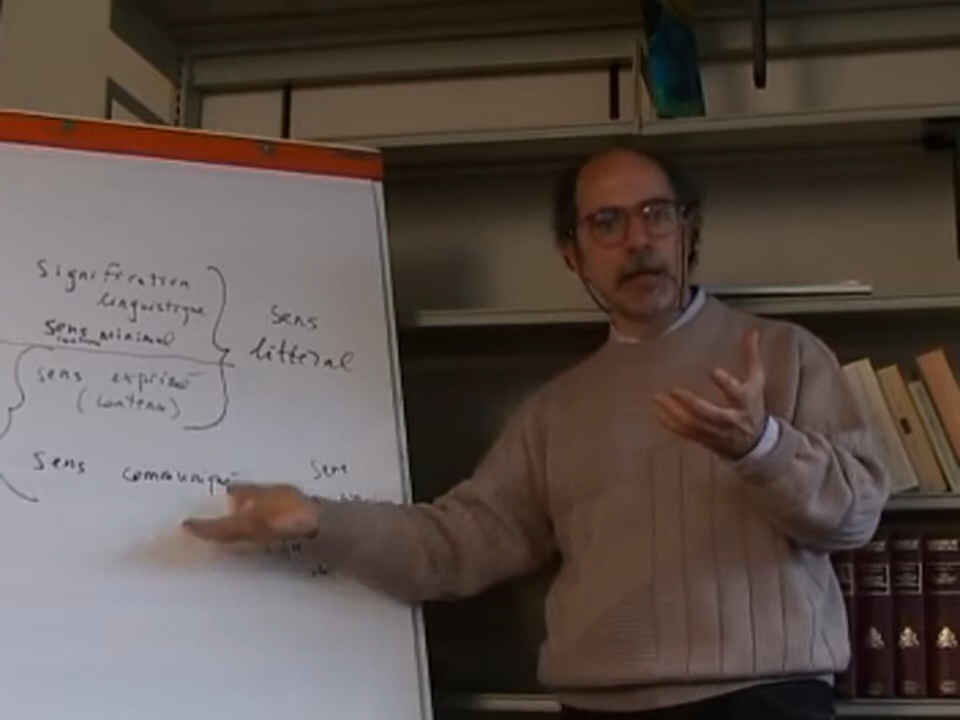 Signification
linguistique
sens minimal
sens exprimé
(contenu)
Sens
littéral
Sens communiqué
Sens